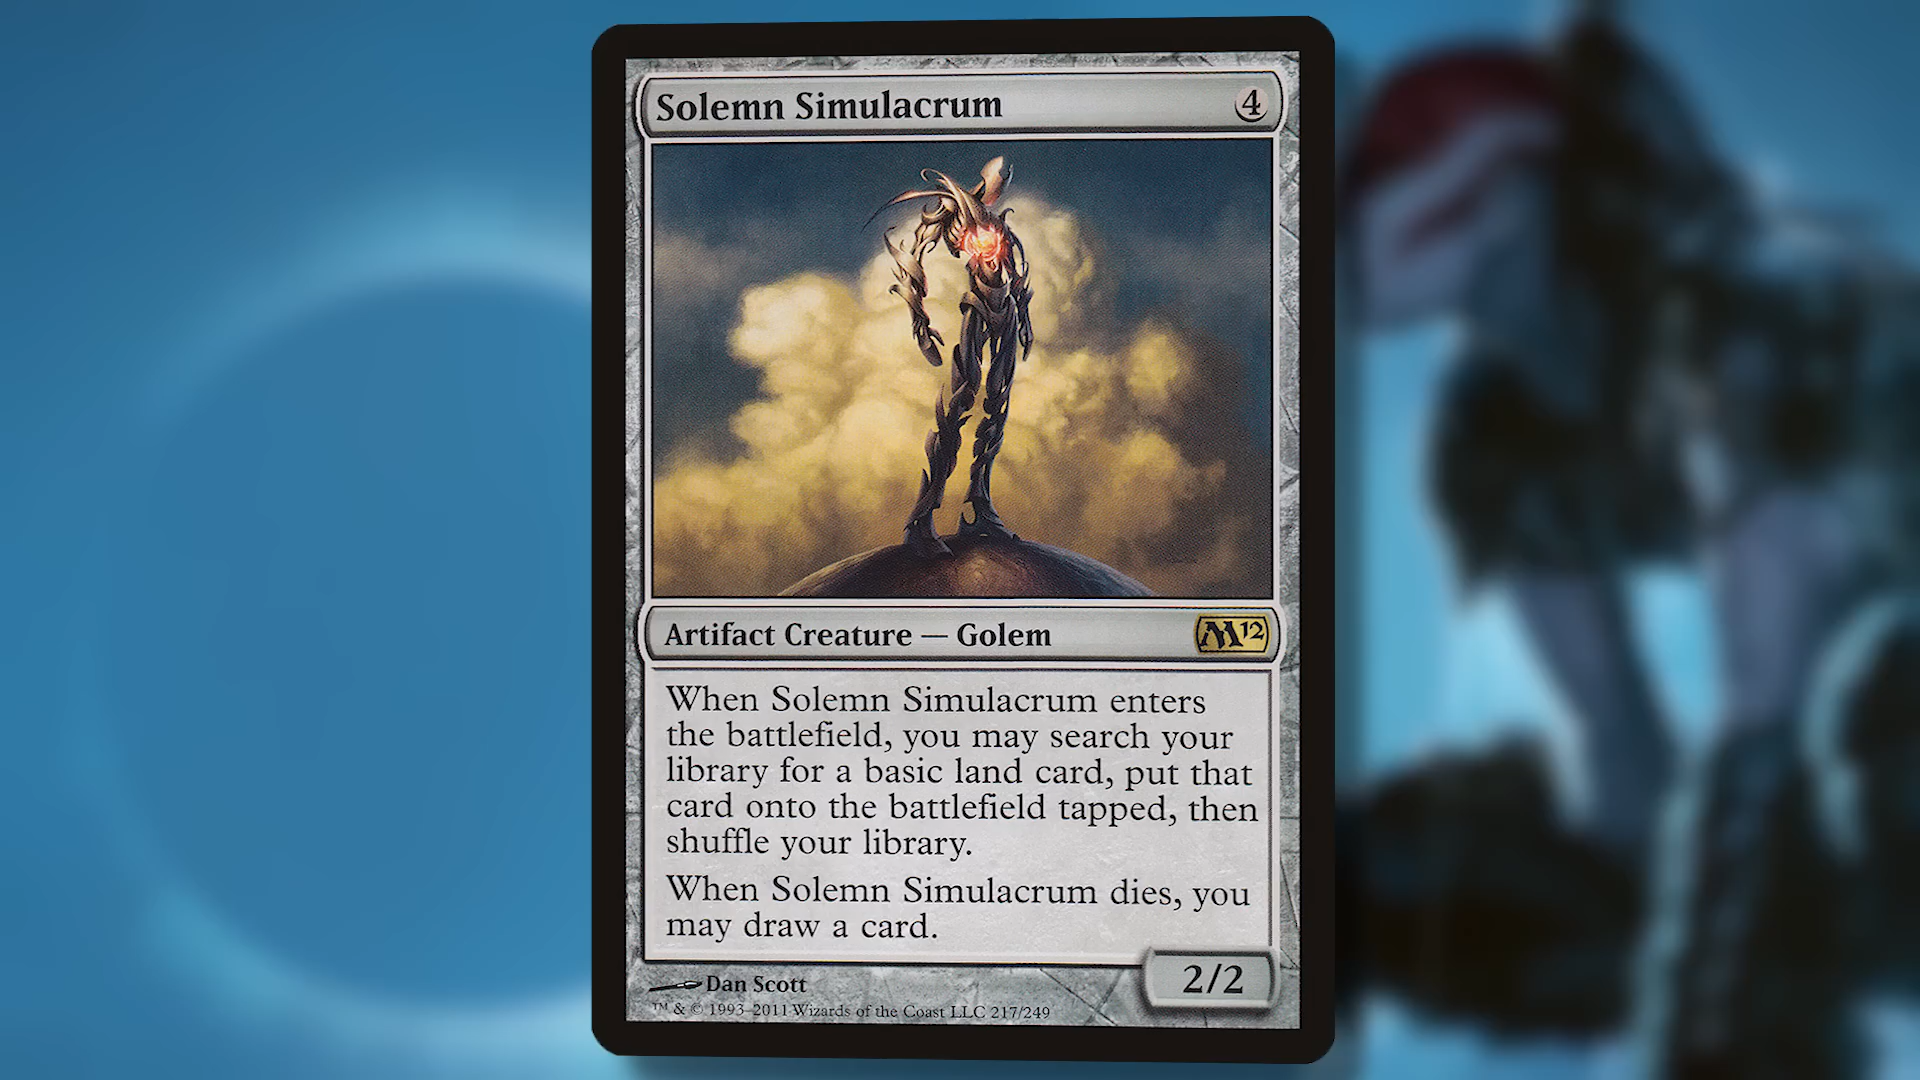 Solemn Simulacrum 4
Artifact Creature — Golem M12
When Solemn Simulacrum enters
the battlefield, you may search your
library for a basic land card, put that
card onto the battlefield tapped, then
shuffle your library.
When Solemn Simulacrum dies, you
may draw a card.
2/2
Dan Scott
™ & © 1993–2011 Wizards of the Coast LLC 217/249